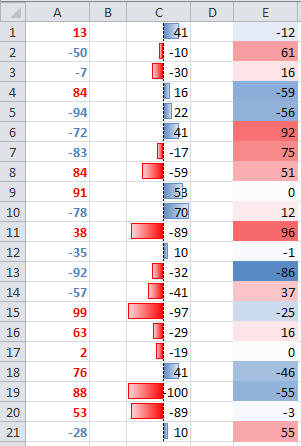 A B C D E
1 13 41 -12
2 -50 -10 61
3 -7 -30 16
4 84 16 -59
5 -94 22 -56
6 -72 41 92
7 -83 -17 75
8 84 -59 51
9 91 53 0
10 -78 70 12
11 38 -89 96
12 -35 10 -1
13 -92 -32 -86
14 -57 -41 37
15 99 -97 -25
16 63 -29 16
17 2 -19 0
18 76 41 -46
19 88 -100 -55
20 53 -89 -3
21 -28 10 55